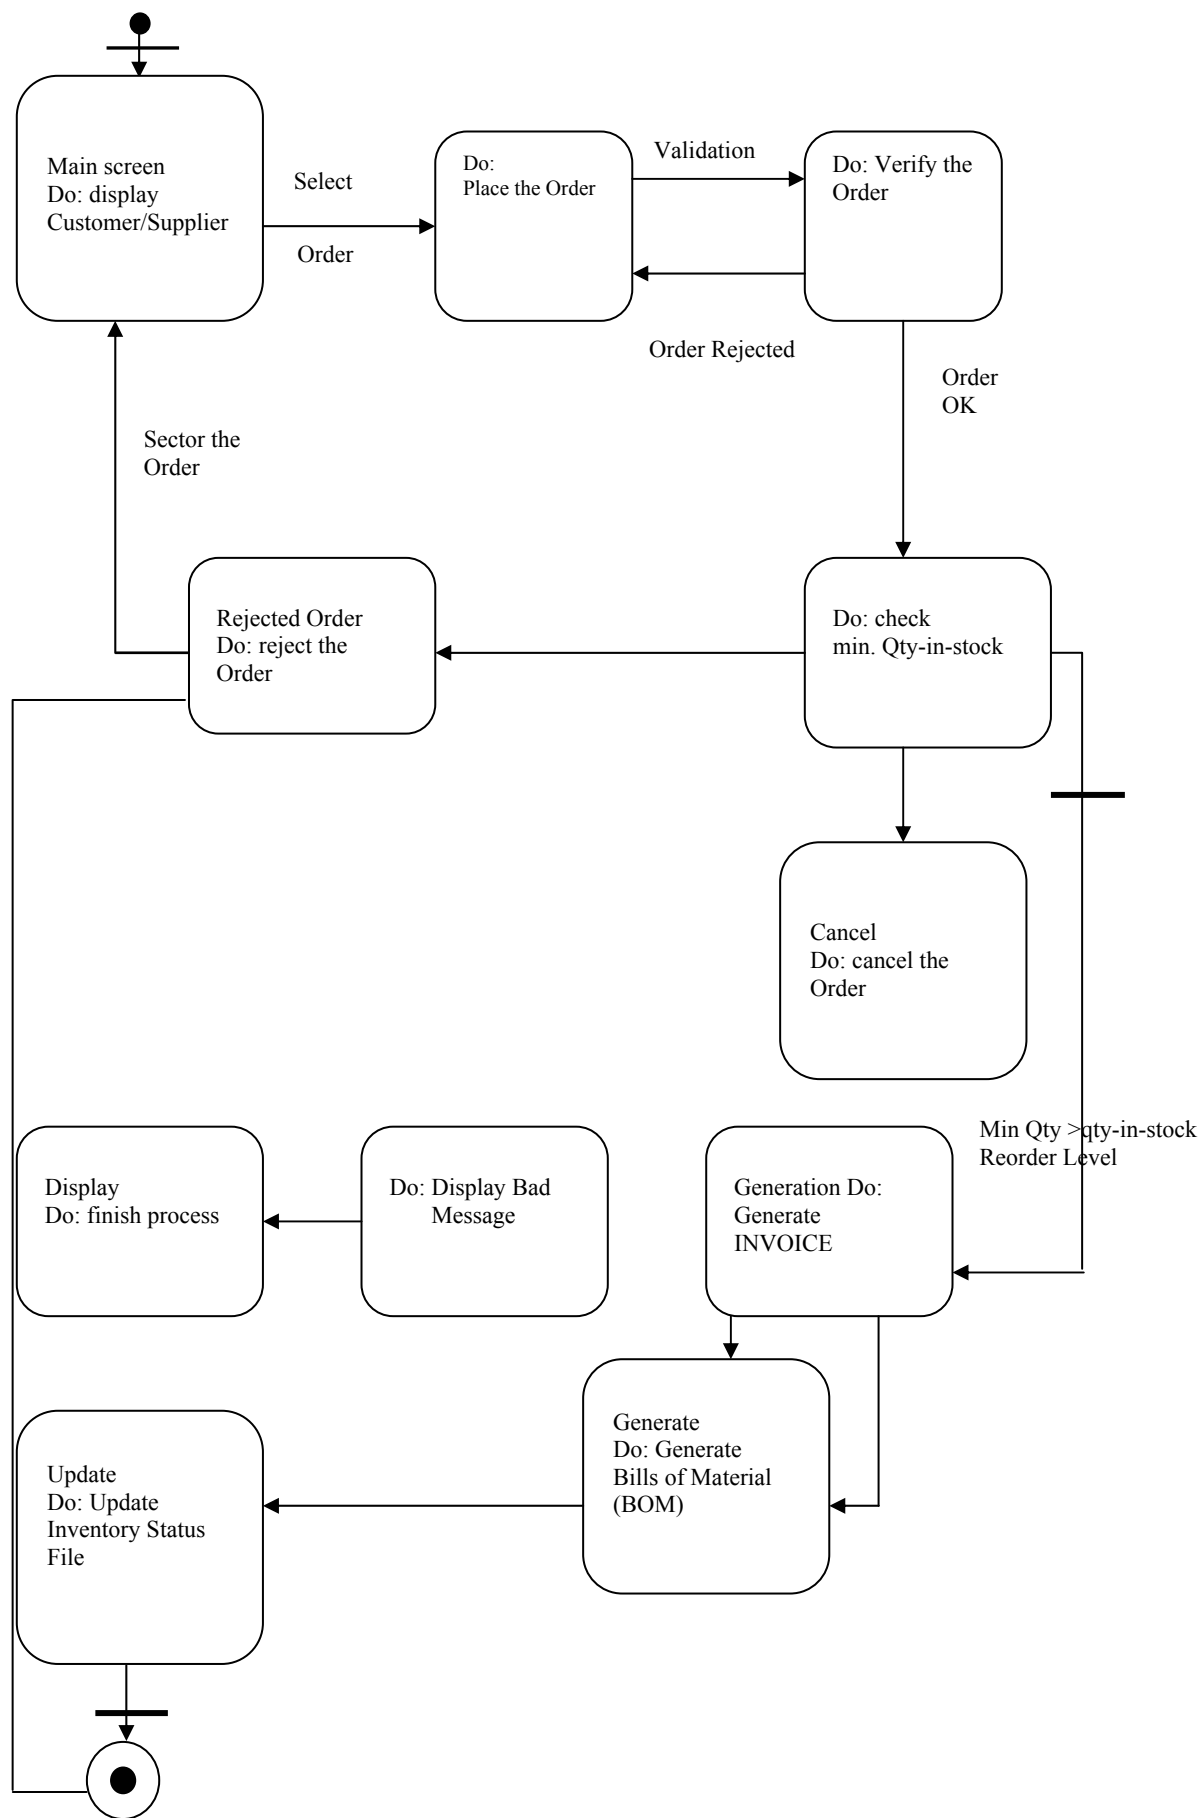 Main screen
Do: display
Customer/Supplier
Select
Order
Do:
Place the Order
Validation
Order Rejected
Do: Verify the
Order
Order
OK
Sector the
Order
Rejected Order
Do: reject the
Order
Do: check
min. Qty-in-stock
Cancel
Do: cancel the
Order
Display
Do: finish process
Do: Display Bad
Message
Generation Do:
Generate
INVOICE
Min Qty >qty-in-stock
Reorder Level
Generate
Do: Generate
Bills of Material
(BOM)
Update
Do: Update
Inventory Status
File